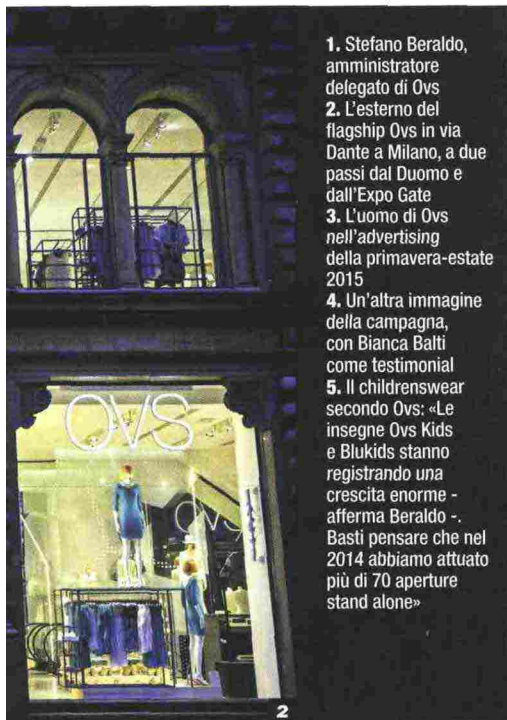 1. Stefano Beraldo,
amministratore
delegato di Ovs
2. L'esterno del
flagship Ovs in via
Dante a Milano, a due
passi dal Duomo e
dall'Expo Gate
3. L'uomo di Ovs
nell'advertising
della primavera-estate
2015
4. Un'altra immagine
della campagna,
con Bianca Balti
come testimonial
5. Il childrenswear
secondo Ovs: «Le
insegne Ovs Kids
e Blukids stanno
registrando una
crescita enorme -
afferma Beraldo -.
Basti pensare che nel
2014 abbiamo attuato
più di 70 aperture
stand alone»
OVS
OVS
2